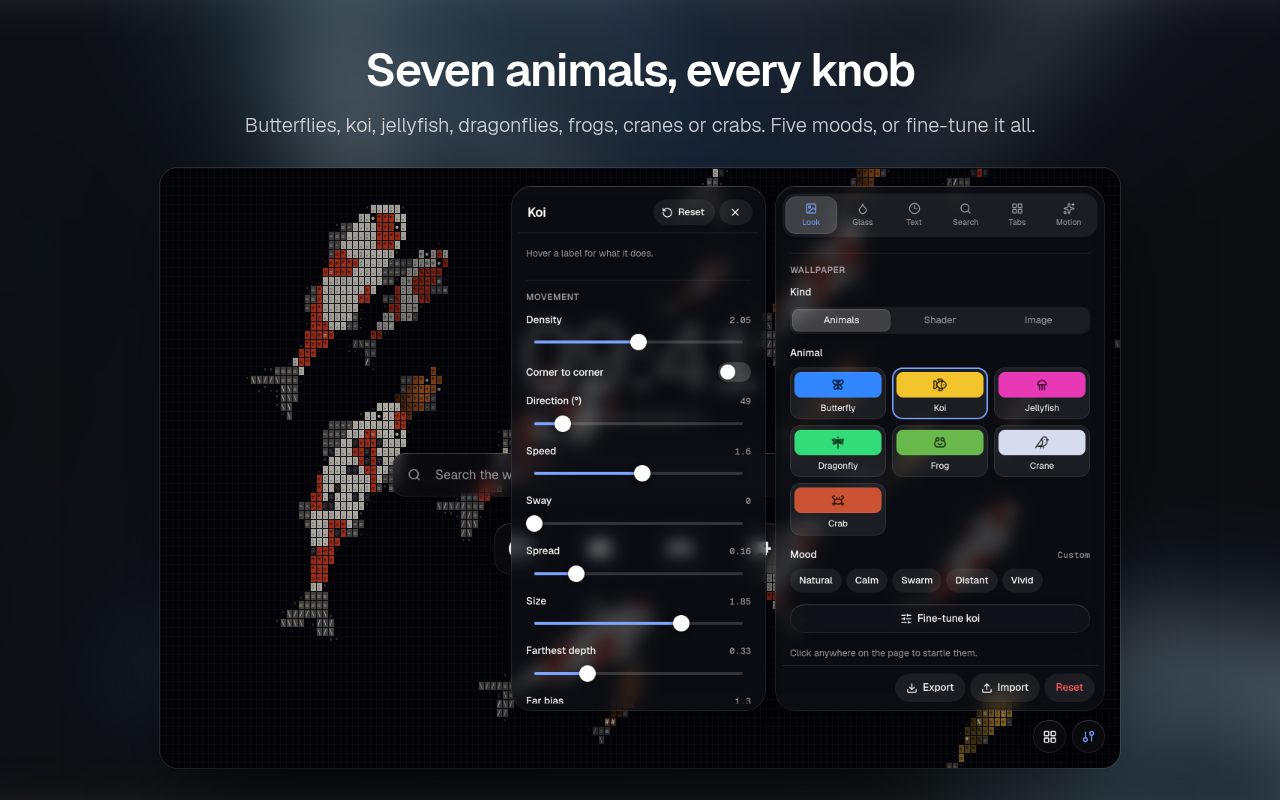 Seven animals, every knob
Butterflies, koi, jellyfish, dragonflies, frogs, cranes or crabs. Five moods, or fine-tune it all.
Koi
Reset
Hover a label for what it does.
MOVEMENT
Density 2.05
Corner to corner
Direction (°) 49
Speed 1.6
Sway 0
Spread 0.16
Size 1.85
Farthest depth 0.33
Far bias 1.3
Search the w
Look Glass Text Search Tabs Motion
WALLPAPER
Kind
Animals Shader Image
Animal
Butterfly Koi Jellyfish
Dragonfly Frog Crane
Crab
Mood Custom
Natural Calm Swarm Distant Vivid
Fine-tune koi
Click anywhere on the page to startle them.
Export Import Reset